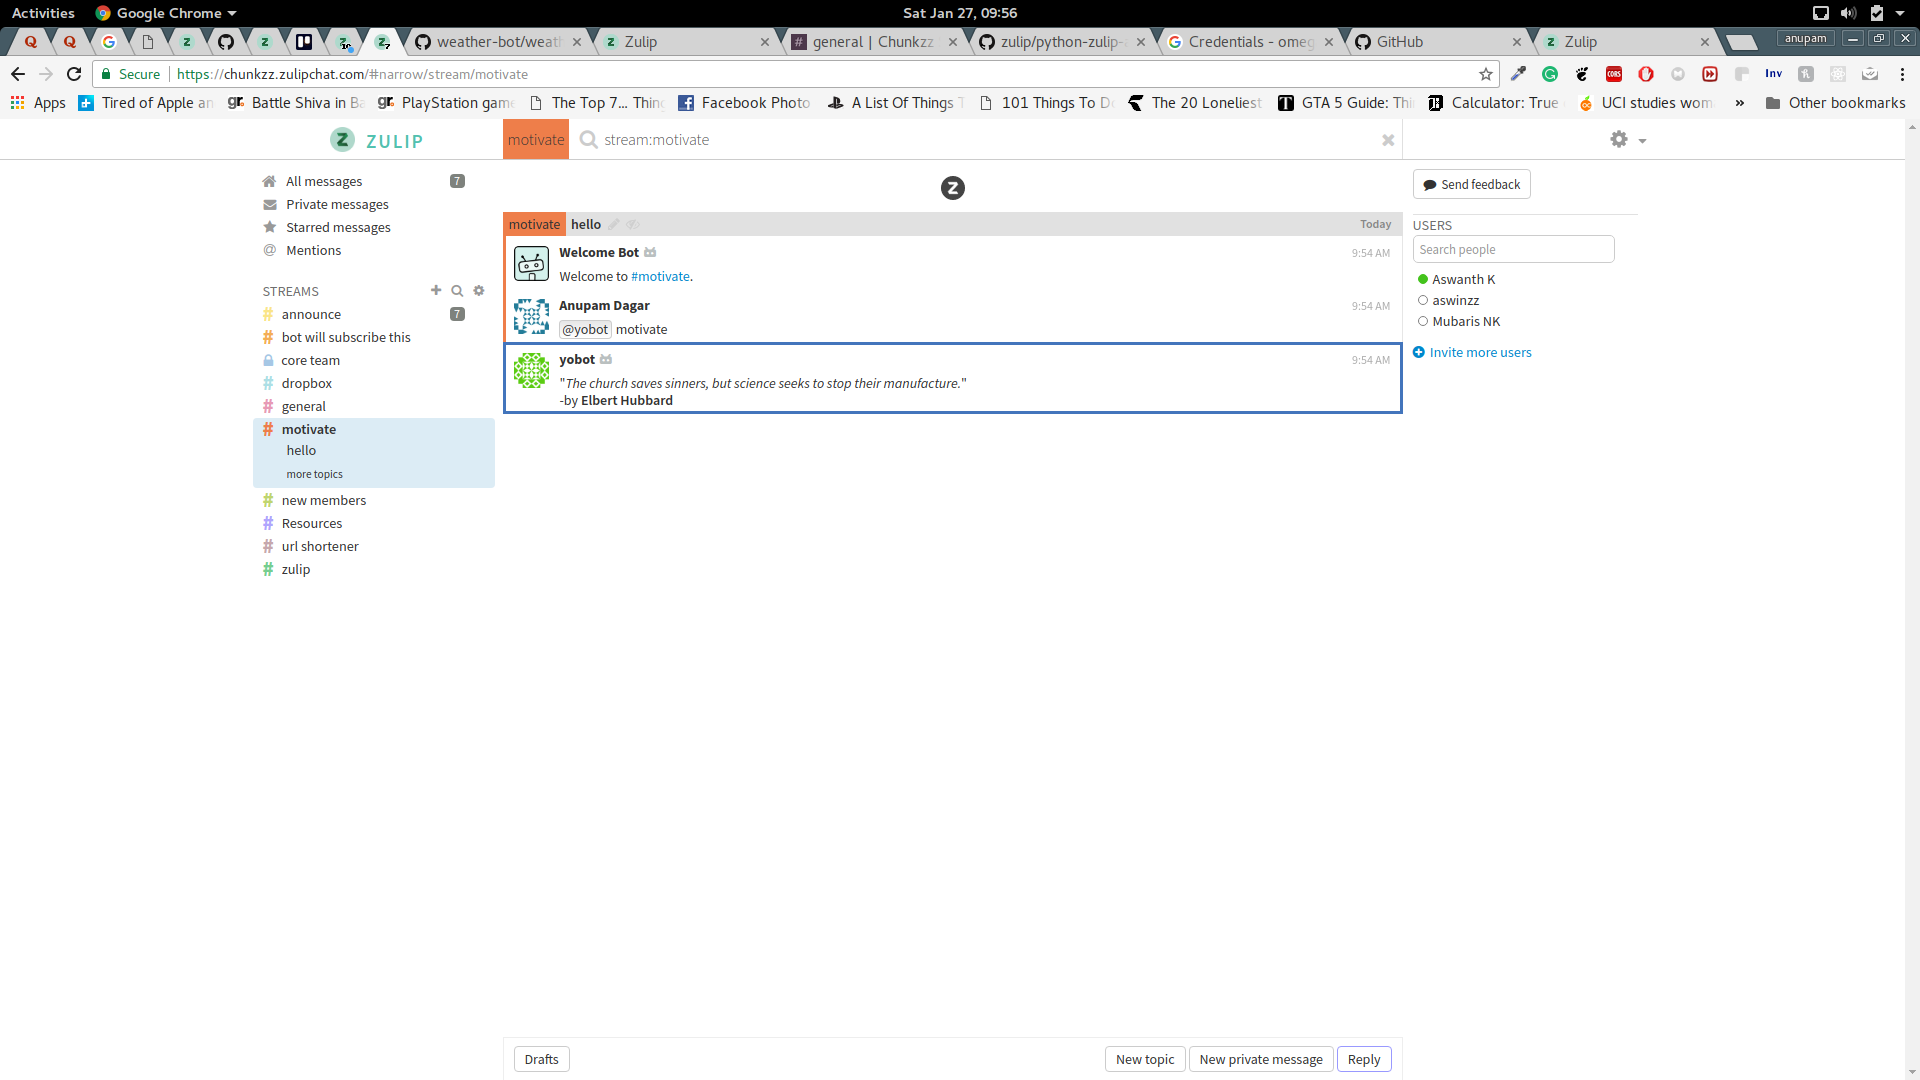 Activities Google Chrome Sat Jan 27, 09:56
weather-bot/weat Zulip general | Chunkzz zulip/python-zulip- Credentials - ome GitHub Zulip anupam
Secure https://chunkzz.zulipchat.com/#narrow/stream/motivate Inv
Apps Tired of Apple an Battle Shiva in Ba PlayStation game The Top 7... Thin Facebook Photo A List Of Things T 101 Things To Do The 20 Loneliest GTA 5 Guide: Thi Calculator: True UCI studies wom » Other bookmarks
ZULIP
motivate stream:motivate
All messages 7
Private messages
Starred messages
@ Mentions
STREAMS
# announce 7
# bot will subscribe this
core team
# dropbox
# general
# motivate
hello
more topics
# new members
# Resources
# url shortener
# zulip
motivate hello Today
Welcome Bot 9:54 AM
Welcome to #motivate.
Anupam Dagar 9:54 AM
@yobot motivate
yobot 9:54 AM
"The church saves sinners, but science seeks to stop their manufacture."
-by Elbert Hubbard
Send feedback
USERS
Search people
Aswanth K
aswinzz
Mubaris NK
Invite more users
Drafts New topic New private message Reply